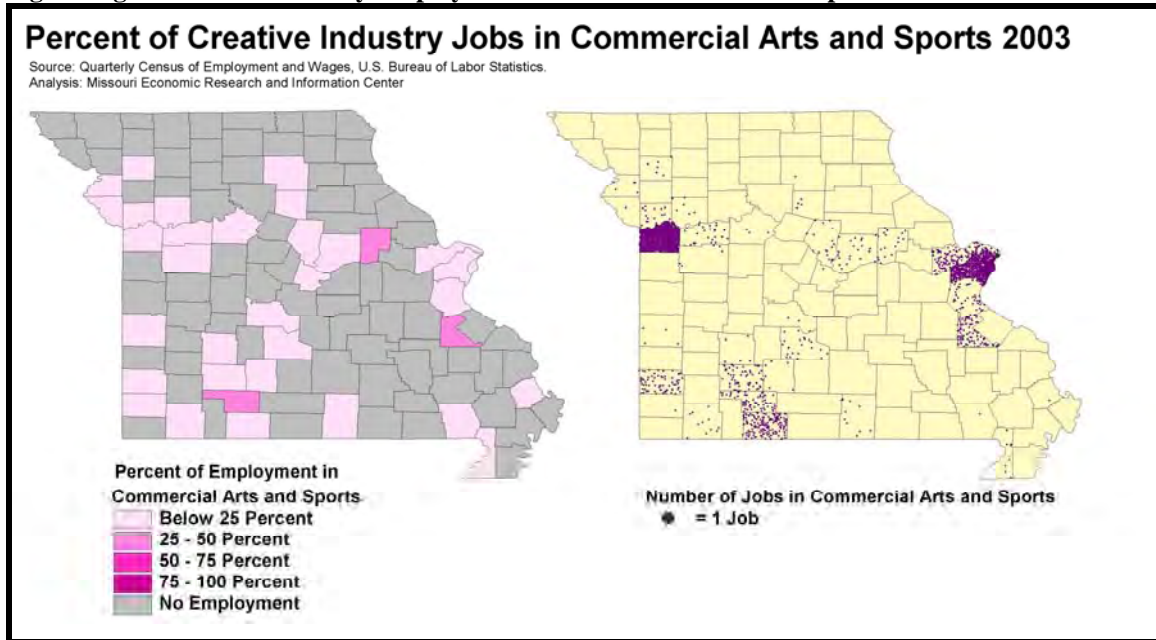 Percent of Creative Industry Jobs in Commercial Arts and Sports 2003
Source: Quarterly Census of Employment and Wages, U.S. Bureau of Labor Statistics.
Analysis: Missouri Economic Research and Information Center
Percent of Employment in
Commercial Arts and Sports
Below 25 Percent
25 - 50 Percent
50 - 75 Percent
75 - 100 Percent
No Employment
Number of Jobs in Commercial Arts and Sports
= 1 Job